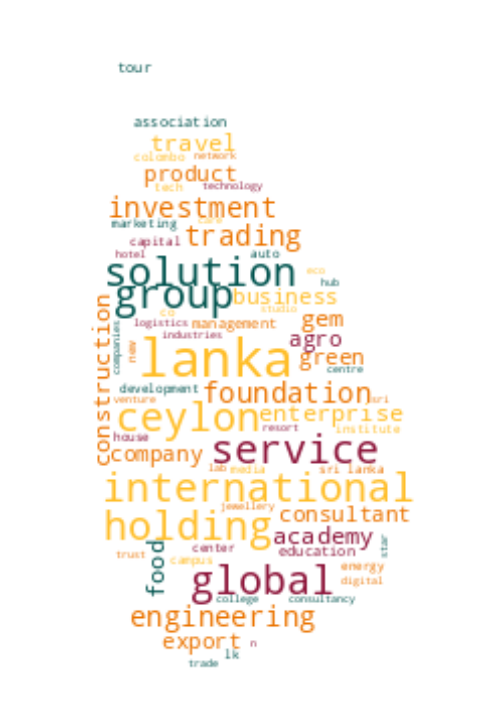 tour
association
travel
colombo network
product
tech technology
investment
care
marketing
trading
capital
hotel auto
solution
eco
hub
group business
studio
co
logistics management gem
industries
agro
new
companies
construction
lanka green
centre
development foundation
venture sri
ceylon enterprise
resort institute
house
company service
lab media sri lanka
international
jewellery
holding consultant
academy
star
center education
trust
campus
food
energy
global digital
college consultancy
engineering
export n
lk
trade